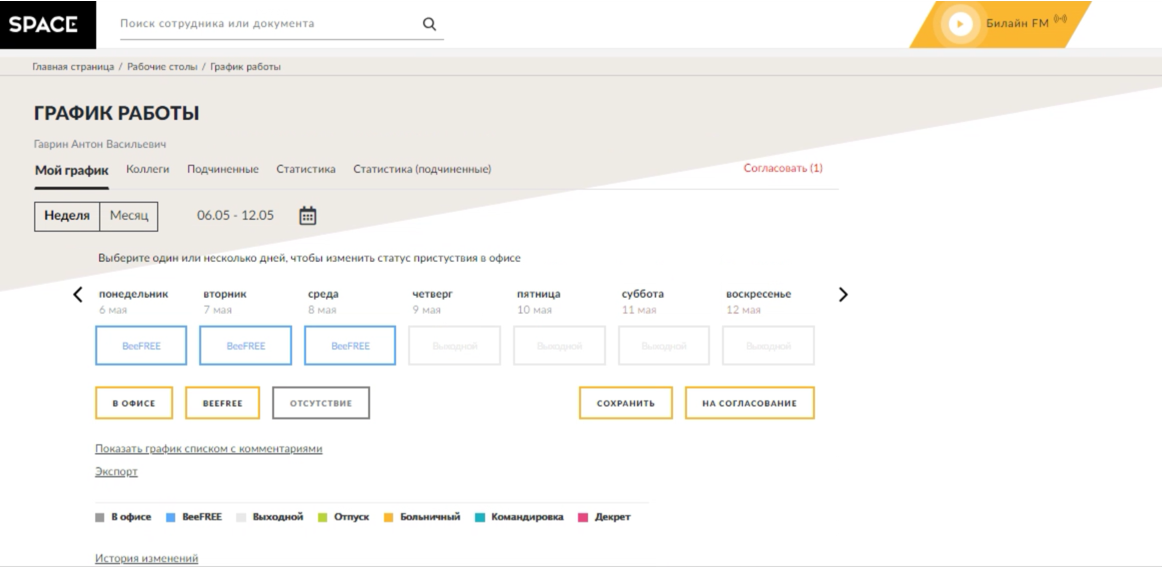 SPACE Поиск сотрудника или документа Билайн FM
Главная страница / Рабочие столы / График работы
ГРАФИК РАБОТЫ
Гаврин Антон Васильевич
Мой график Коллеги Подчиненные Статистика Статистика (подчиненные) Согласовать (1)
Неделя Месяц 06.05 - 12.05
Выберите один или несколько дней, чтобы изменить статус пристуствия в офисе
понедельник вторник среда четверг пятница суббота воскресенье
6 мая 7 мая 8 мая 9 мая 10 мая 11 мая 12 мая
BeeFREE BeeFREE BeeFREE Выходной Выходной Выходной Выходной
В ОФИСЕ BEEFREE ОТСУТСТВИЕ СОХРАНИТЬ НА СОГЛАСОВАНИЕ
Показать график списком с комментариями
Экспорт
В офисе BeeFREE Выходной Отпуск Больничный Командировка Декрет
История изменений